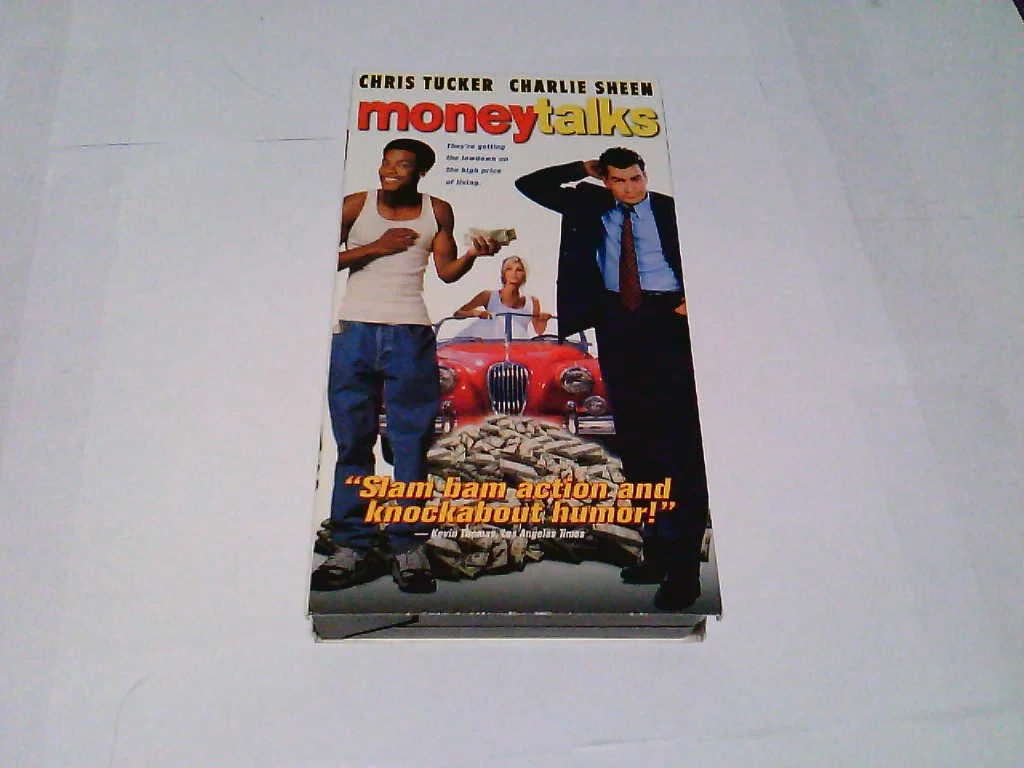 CHRIS TUCKER CHARLIE SHEEN
moneytalks
They're getting
the lowdown on
the high price
of living.
"Slam bam action and
knockabout humor!"
— Kevin Thomas, Los Angeles Times